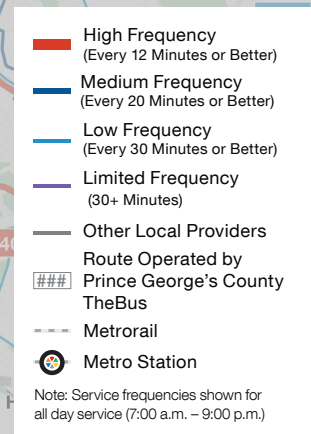 High Frequency
(Every 12 Minutes or Better)
Medium Frequency
(Every 20 Minutes or Better)
Low Frequency
(Every 30 Minutes or Better)
Limited Frequency
(30+ Minutes)
Other Local Providers
Route Operated by
### Prince George’s County
TheBus
Metrorail
Metro Station
Note: Service frequencies shown for
all day service (7:00 a.m. – 9:00 p.m.)